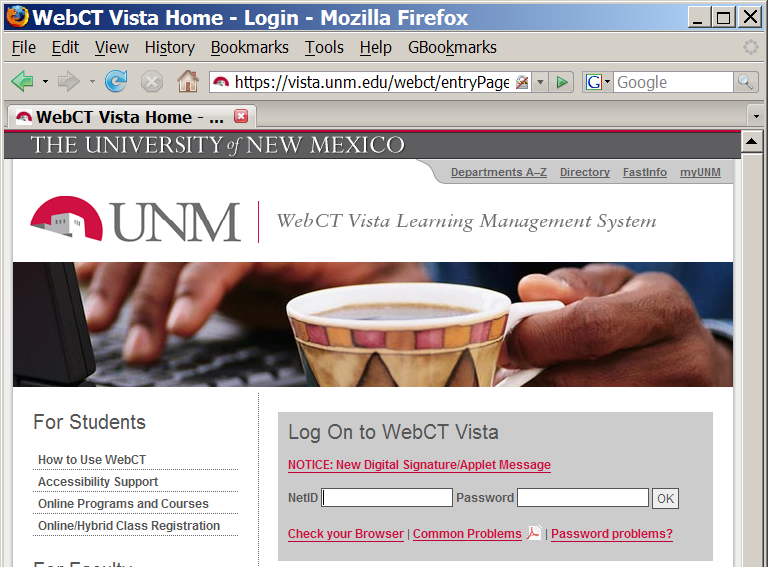 WebCT Vista Home - Login - Mozilla Firefox
File Edit View History Bookmarks Tools Help GBookmarks
https://vista.unm.edu/webct/entryPage G Google
WebCT Vista Home - ...
THE UNIVERSITY of NEW MEXICO
Departments A–Z Directory FastInfo myUNM
UNM WebCT Vista Learning Management System
For Students
How to Use WebCT
Accessibility Support
Online Programs and Courses
Online/Hybrid Class Registration
For Faculty
Log On to WebCT Vista
NOTICE: New Digital Signature/Applet Message
NetID Password OK
Check your Browser | Common Problems | Password problems?